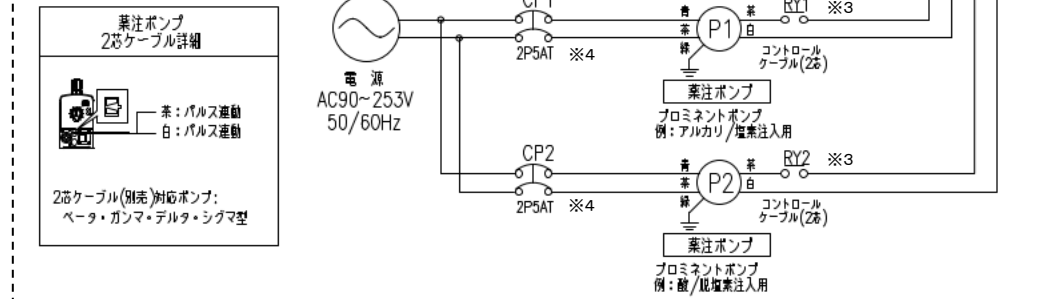 薬注ポンプ
2芯ケーブル詳細
茶：パルス連動
白：パルス連動
2芯ケーブル(別売)対応ポンプ：
ベータ・ガンマ・デルタ・シグマ型
電 源
AC90~253V
50/60Hz
CP1
2P5AT ※4
青
茶
緑
P1
茶 RY1 ※3
白
コントロール
ケーブル(2芯)
薬注ポンプ
プロミネントポンプ
例：アルカリ/塩素注入用
CP2
2P5AT ※4
青
茶
緑
P2
茶 RY2 ※3
白
コントロール
ケーブル(2芯)
薬注ポンプ
プロミネントポンプ
例：酸/脱塩素注入用